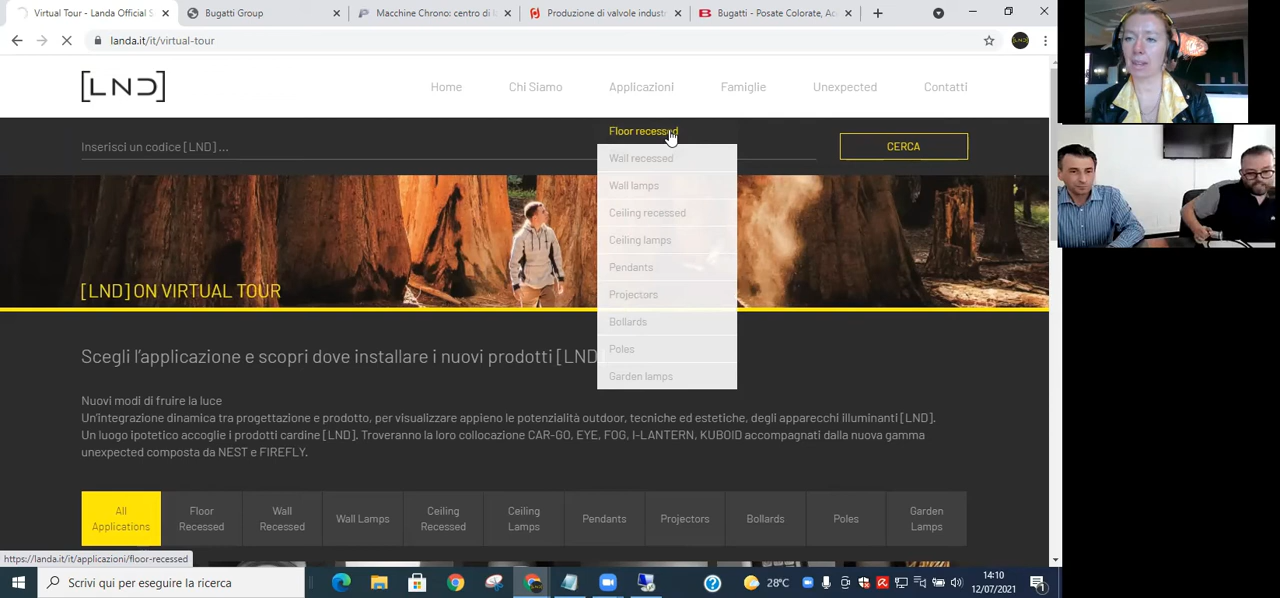 Virtual Tour - Landa Official S
Bugatti Group
Macchine Chrono: centro di l
Produzione di valvole industr
Bugatti - Posate Colorate, Ac
landa.it/it/virtual-tour
[LND]
Home
Chi Siamo
Applicazioni
Famiglie
Unexpected
Contatti
Inserisci un codice [LND] ...
CERCA
Floor recessed
Wall recessed
Wall lamps
Ceiling recessed
Ceiling lamps
Pendants
Projectors
Bollards
Poles
Garden lamps
[LND] ON VIRTUAL TOUR
Scegli l'applicazione e scopri dove installare i nuovi prodotti [LND]
Nuovi modi di fruire la luce
Un'integrazione dinamica tra progettazione e prodotto, per visualizzare appieno le potenzialità outdoor, tecniche ed estetiche, degli apparecchi illuminanti [LND].
Un luogo ipotetico accoglie i prodotti cardine [LND]. Troveranno la loro collocazione CAR-GO, EYE, FOG, I-LANTERN, KUBOID accompagnati dalla nuova gamma
unexpected composta da NEST e FIREFLY.
All
Applications
Floor
Recessed
Wall
Recessed
Wall Lamps
Ceiling
Recessed
Ceiling
Lamps
Pendants
Projectors
Bollards
Poles
Garden
Lamps
https://landa.it/it/applicazioni/floor-recessed
Scrivi qui per eseguire la ricerca
28°C
14:10
12/07/2021